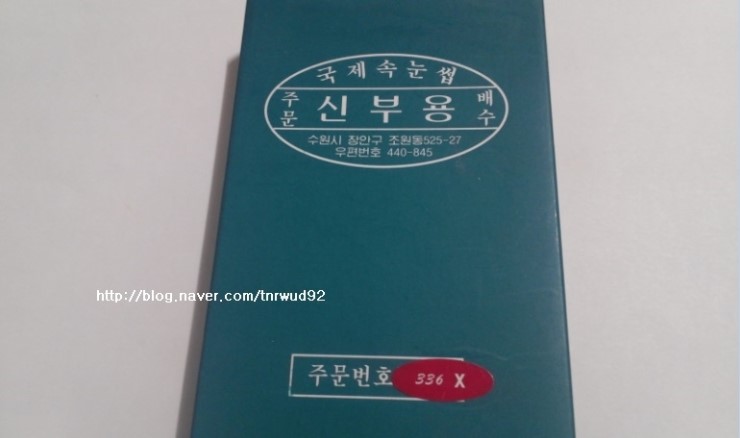 국제속눈썹
주문 신부용 배수
수원시 장안구 조원동525-27
우편번호 440-845
http://blog.naver.com/tnrwud92
주문번호 336 X